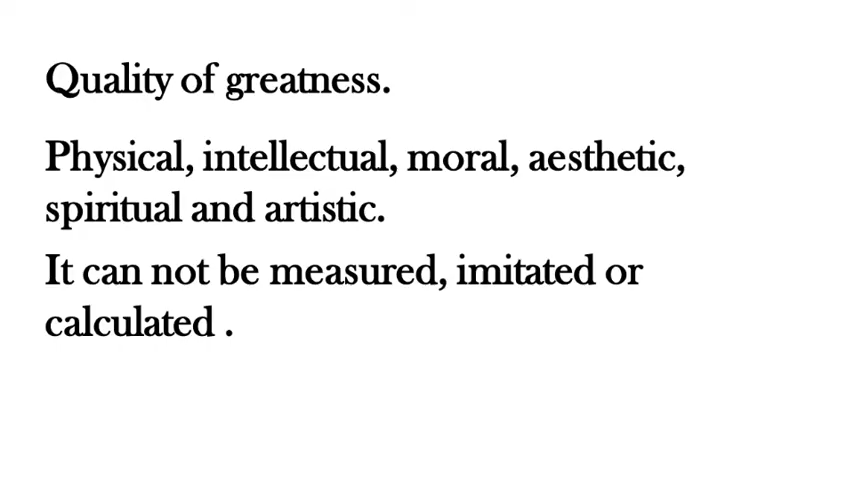 Quality of greatness.
Physical, intellectual, moral, aesthetic,
spiritual and artistic.
It can not be measured, imitated or
calculated .